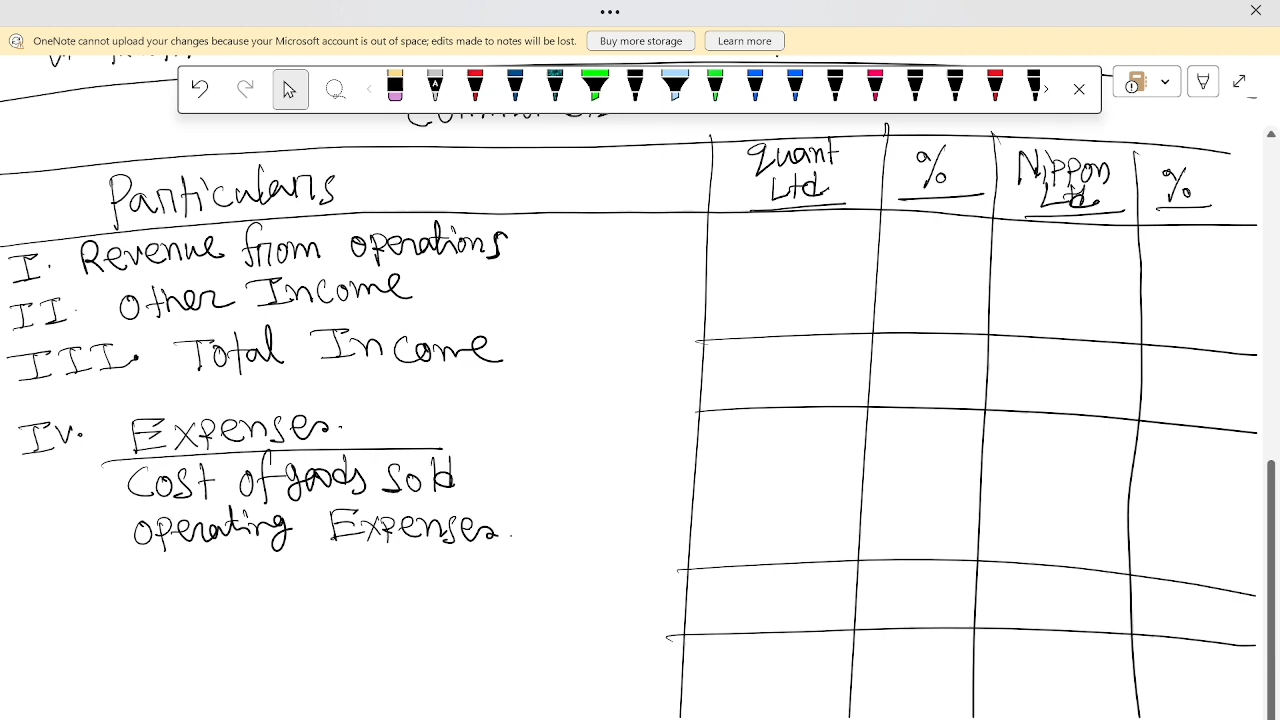 OneNote cannot upload your changes because your Microsoft account is out of space; edits made to notes will be lost. Buy more storage Learn more
Particulars Quant Ltd % Nippon Ltd %
I. Revenue from operations
II. Other Income
III. Total Income
IV. Expenses.
Cost of goods sold
operating Expenses.